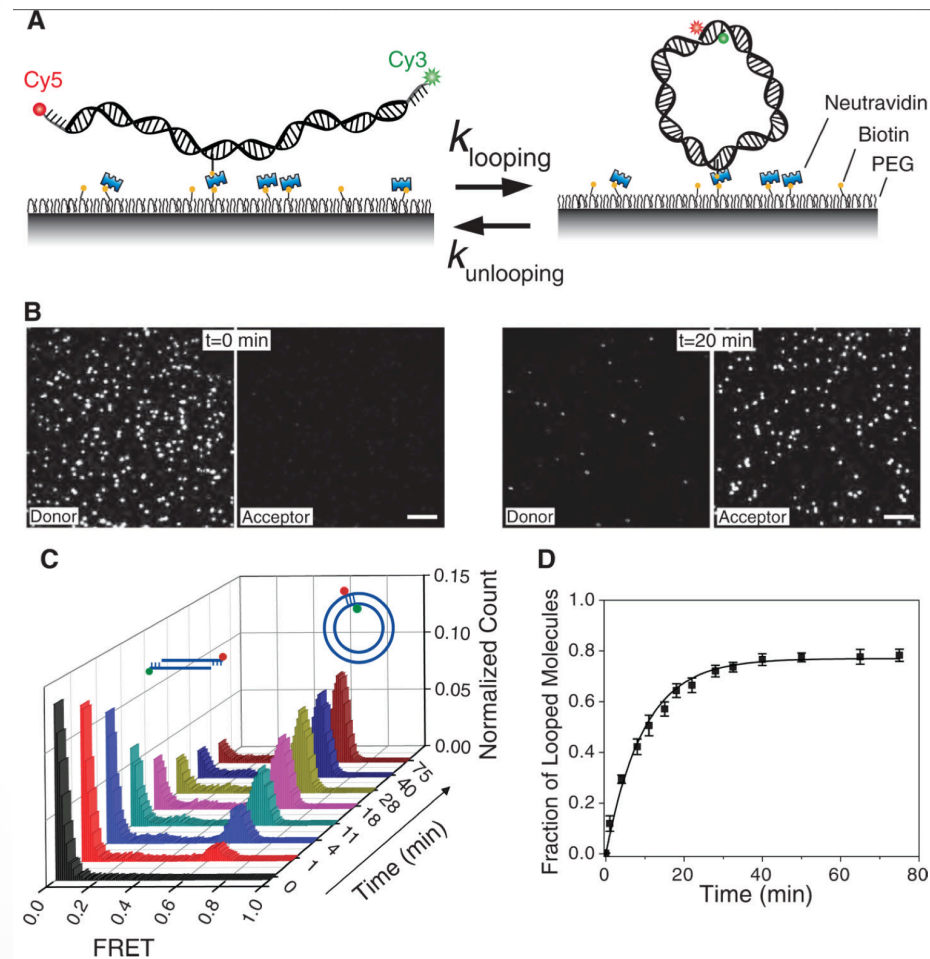 A
Cy5
Cy3
k looping
k unlooping
Neutravidin
Biotin
PEG
B
t=0 min
Donor
Acceptor
t=20 min
Donor
Acceptor
C
0.15
0.10
0.05
0.00
Normalized Count
75
40
28
18
11
4
1
0
Time (min)
0.0
0.2
0.4
0.6
0.8
1.0
FRET
D
1.0
0.8
0.6
0.4
0.2
0.0
Fraction of Looped Molecules
0
20
40
60
80
Time (min)